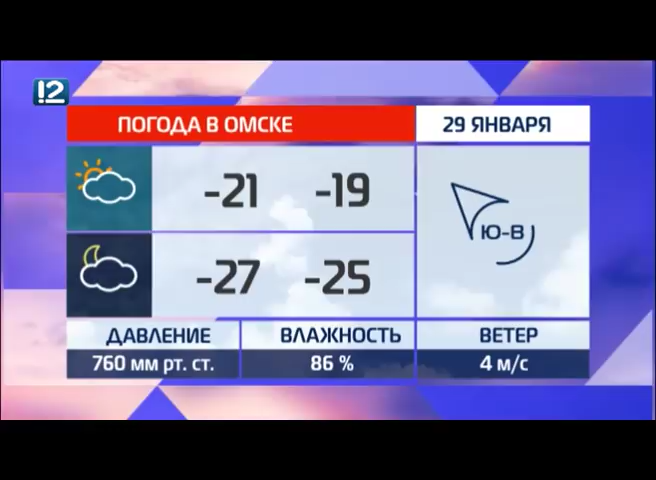 12
ПОГОДА В ОМСКЕ
29 ЯНВАРЯ
-21 -19
Ю-В
-27 -25
ДАВЛЕНИЕ
ВЛАЖНОСТЬ
ВЕТЕР
760 мм рт. ст.
86 %
4 м/с